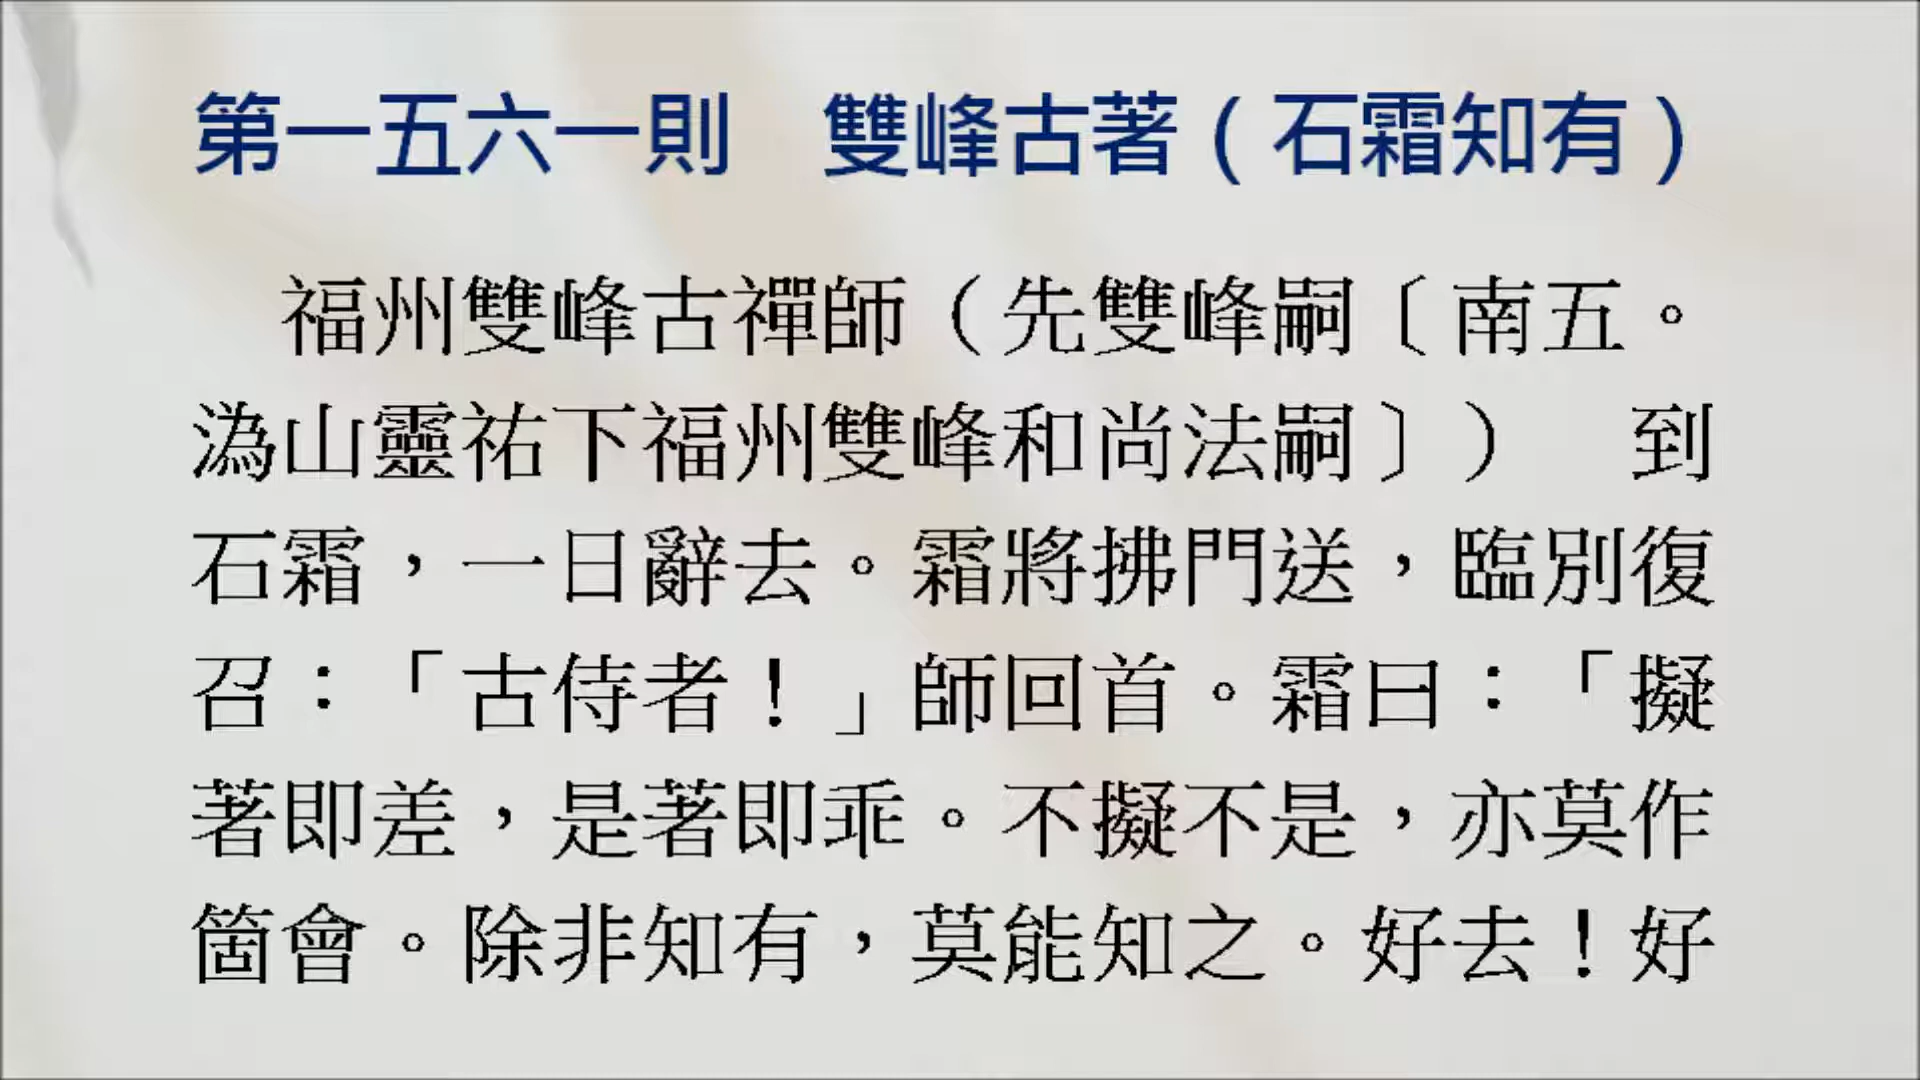 第一五六一則　雙峰古著（石霜知有）
福州雙峰古禪師（先雙峰嗣〔南五。
溈山靈祐下福州雙峰和尚法嗣〕）　到
石霜，一日辭去。霜將拂門送，臨別復
召：「古侍者！」師回首。霜曰：「擬
著即差，是著即乖。不擬不是，亦莫作
箇會。除非知有，莫能知之。好去！好